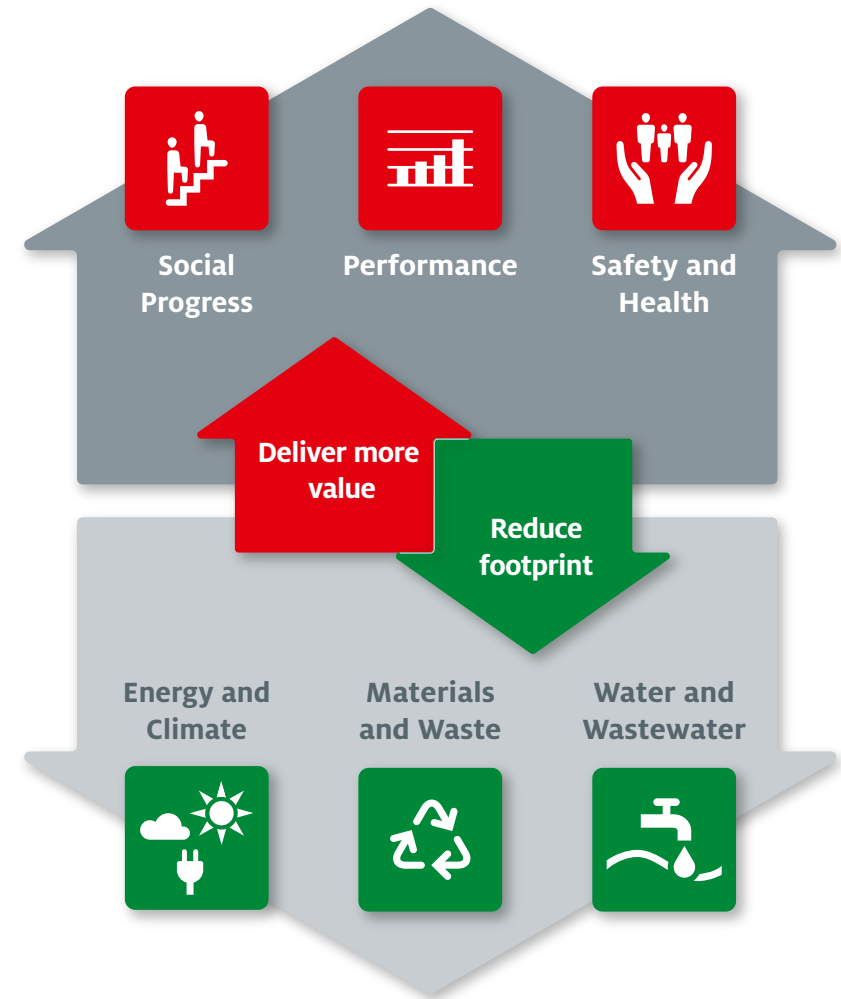 Social
Progress
Performance
Safety and
Health
Deliver more
value
Reduce
footprint
Energy and
Climate
Materials
and Waste
Water and
Wastewater